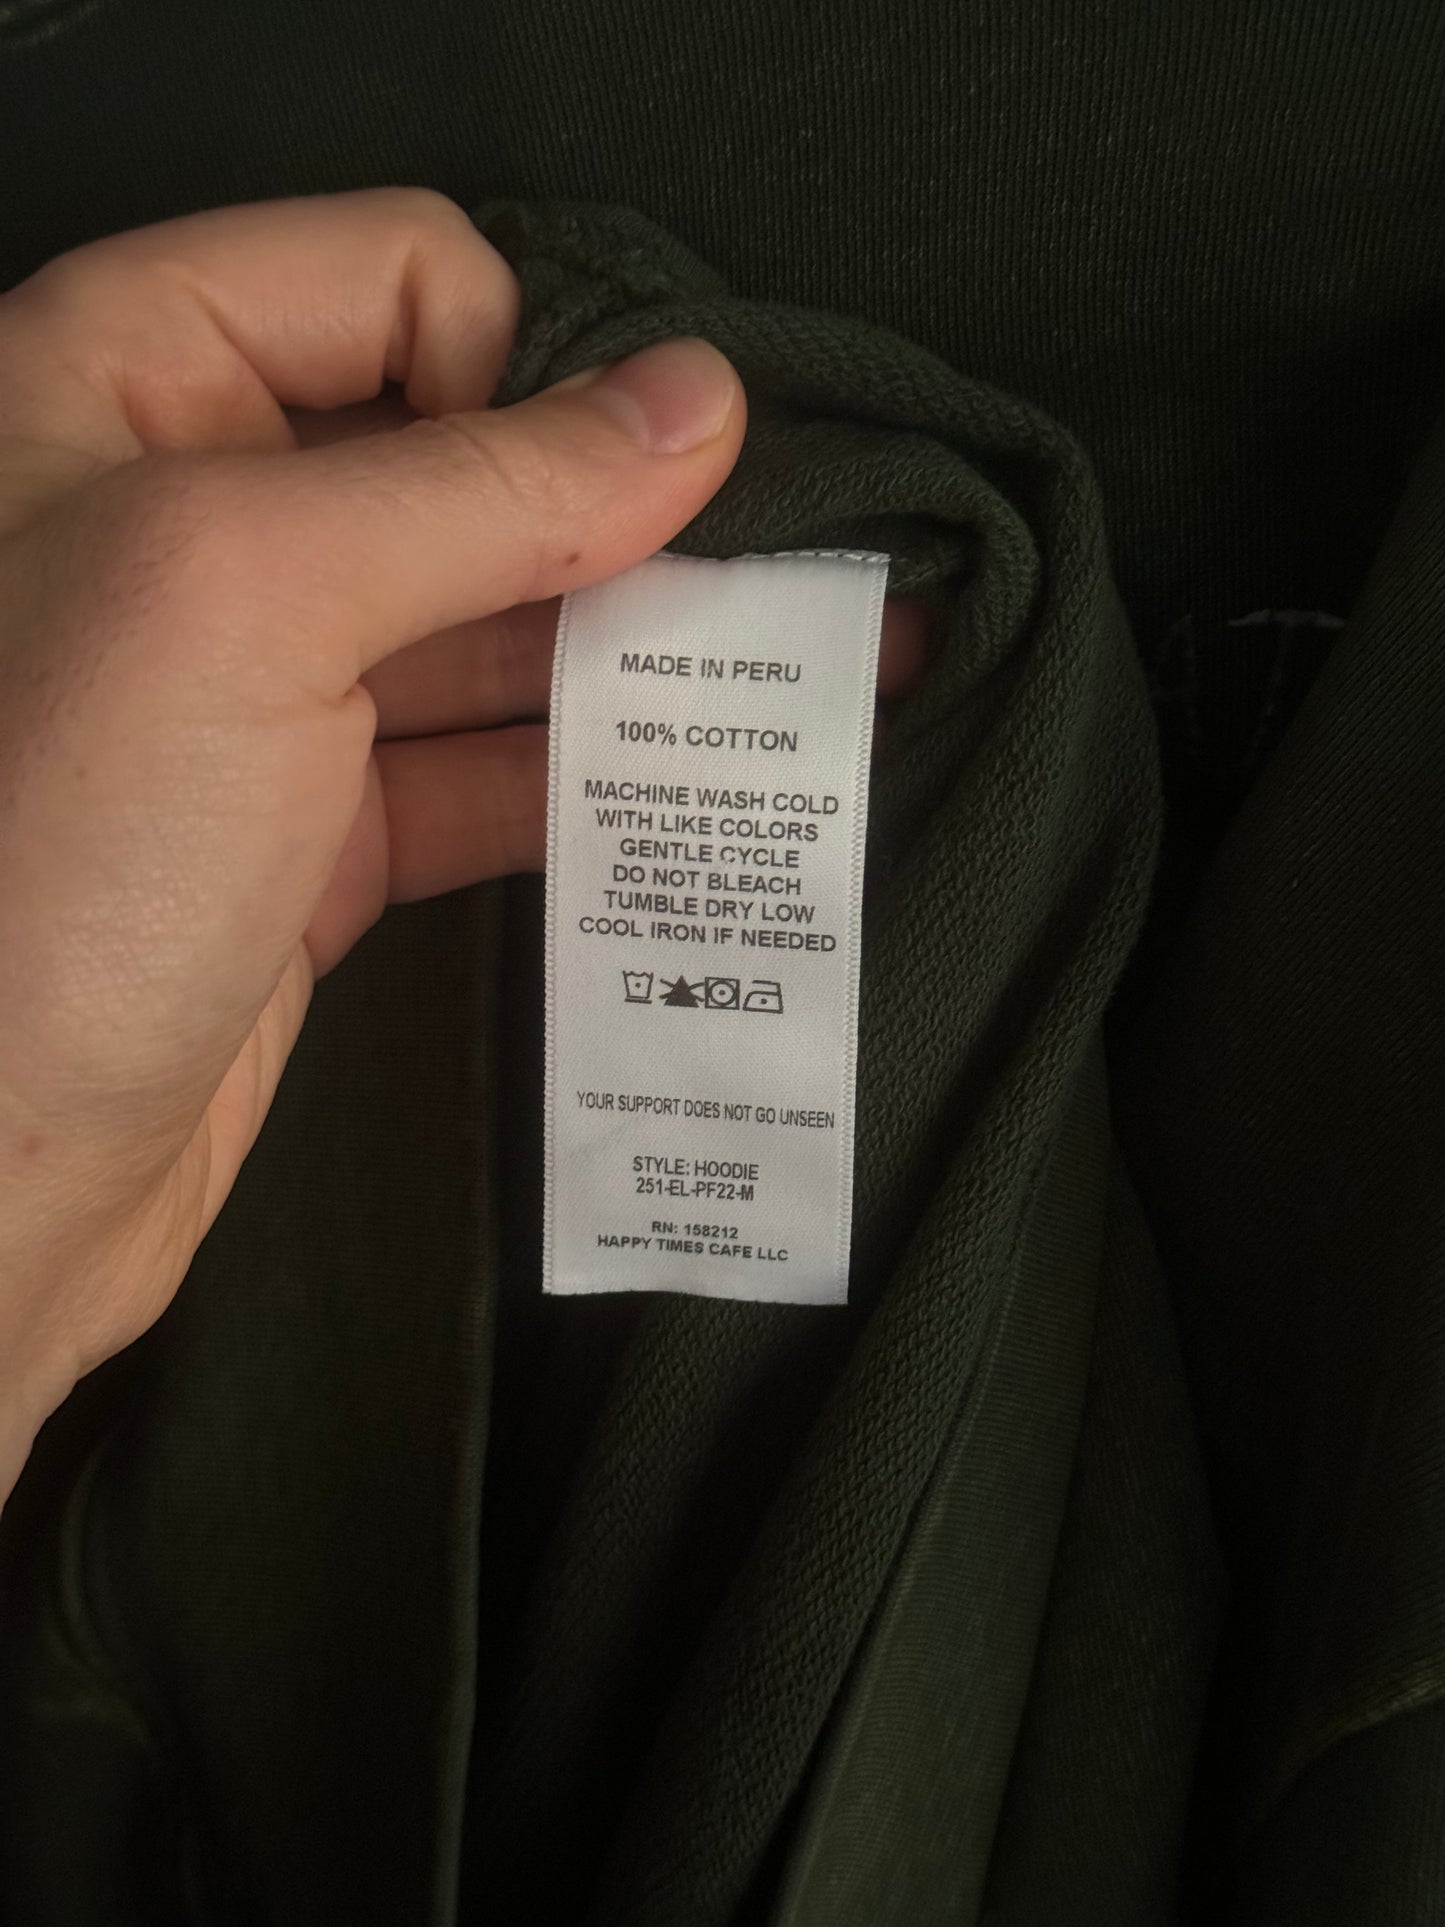 MADE IN PERU
100% COTTON
MACHINE WASH COLD
WITH LIKE COLORS
GENTLE CYCLE
DO NOT BLEACH
TUMBLE DRY LOW
COOL IRON IF NEEDED
YOUR SUPPORT DOES NOT GO UNSEEN
STYLE: HOODIE
251-EL-PF22-M
RN: 158212
HAPPY TIMES CAFE LLC